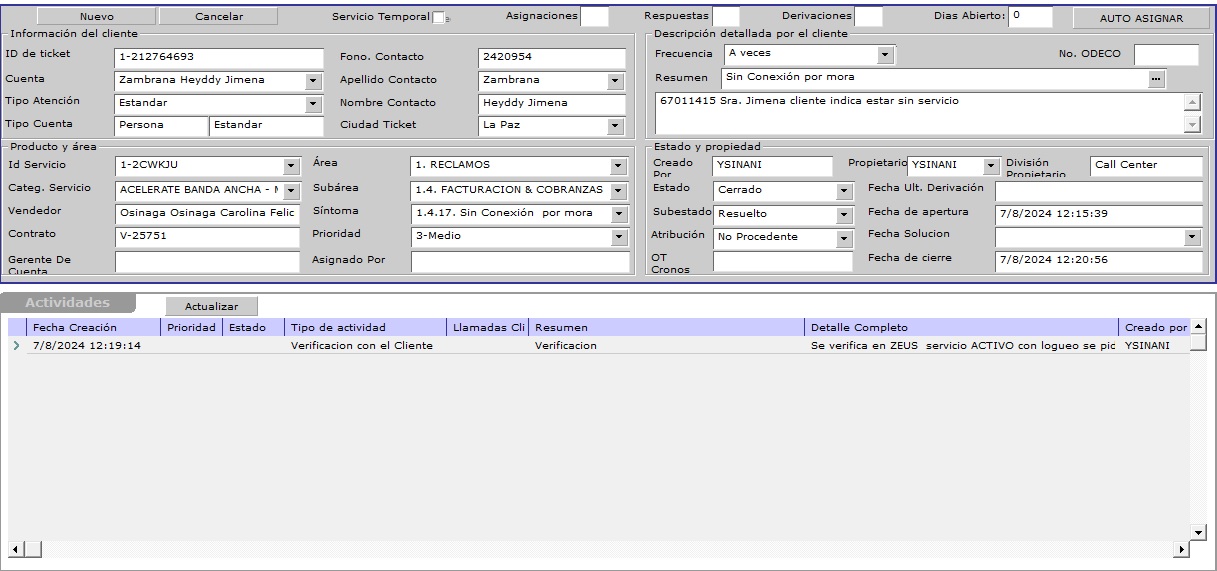 Nuevo Cancelar Servicio Temporal Asignaciones Respuestas Derivaciones Dias Abierto: 0 AUTO ASIGNAR
Información del cliente
ID de ticket 1-212764693 Fono. Contacto 2420954
Cuenta Zambrana Heyddy Jimena Apellido Contacto Zambrana
Tipo Atención Estandar Nombre Contacto Heyddy Jimena
Tipo Cuenta Persona Estandar Ciudad Ticket La Paz
Descripción detallada por el cliente
Frecuencia A veces No. ODECO
Resumen Sin Conexión por mora ...
67011415 Sra. Jimena cliente indica estar sin servicio
Producto y área
Id Servicio 1-2CWKJU Área 1. RECLAMOS
Categ. Servicio ACELERATE BANDA ANCHA - Subárea 1.4. FACTURACION & COBRANZAS
Vendedor Osinaga Osinaga Carolina Felic Síntoma 1.4.17. Sin Conexión por mora
Contrato V-25751 Prioridad 3-Medio
Gerente De Cuenta Asignado Por
Estado y propiedad
Creado Por YSINANI Propietario YSINANI División Propietario Call Center
Estado Cerrado Fecha Ult. Derivación
Subestado Resuelto Fecha de apertura 7/8/2024 12:15:39
Atribución No Procedente Fecha Solucion
OT Cronos Fecha de cierre 7/8/2024 12:20:56
Actividades Actualizar
Fecha Creación Prioridad Estado Tipo de actividad Llamadas Cli Resumen Detalle Completo Creado por
7/8/2024 12:19:14 Verificacion con el Cliente Verificacion Se verifica en ZEUS servicio ACTIVO con logueo se pid YSINANI